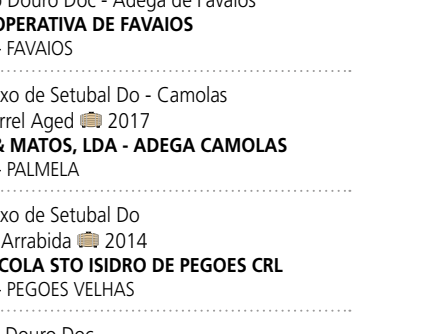 Douro Doc - Adega de Favaios
OPERATIVA DE FAVAIOS
- FAVAIOS
xo de Setubal Do - Camolas
rrel Aged 2017
& MATOS, LDA - ADEGA CAMOLAS
- PALMELA
xo de Setubal Do
Arrabida 2014
COLA STO ISIDRO DE PEGOES CRL
- PEGOES VELHAS
Douro Doc